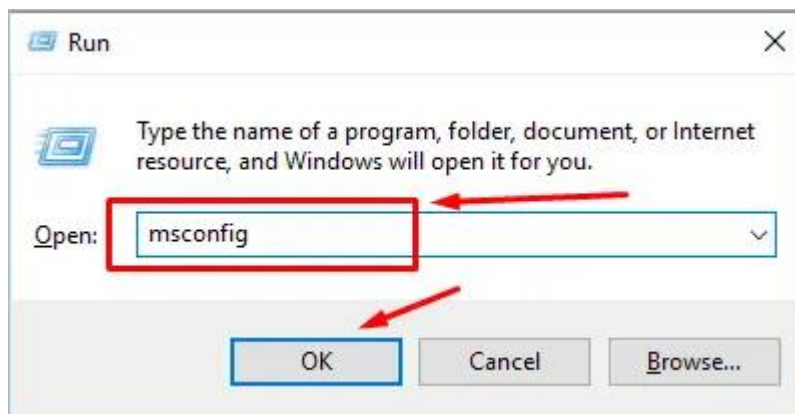 Run
Type the name of a program, folder, document, or Internet
resource, and Windows will open it for you.
Open: msconfig
OK Cancel Browse...